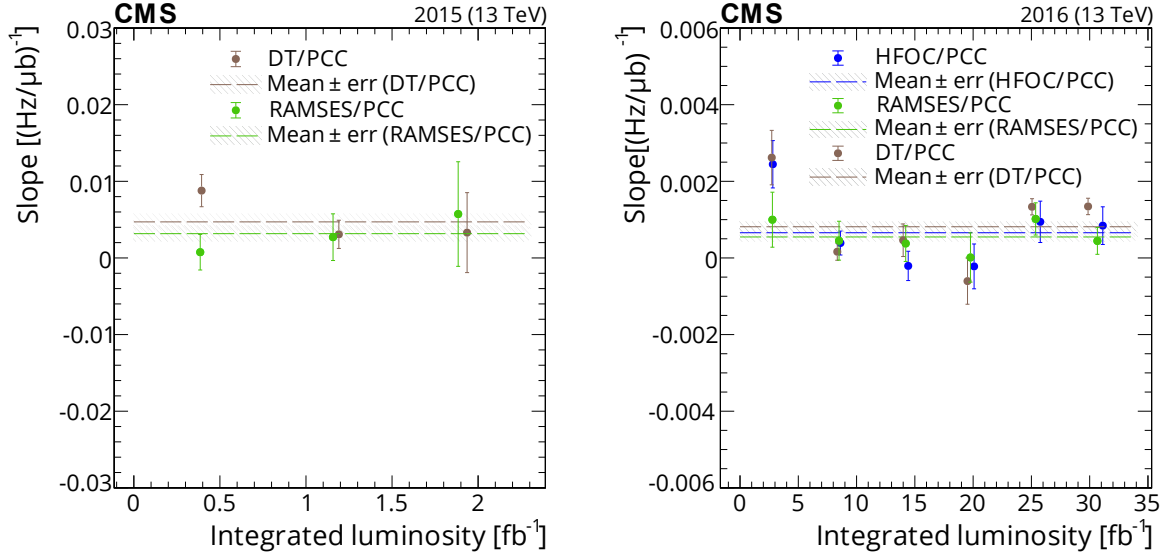 CMS 2015 (13 TeV)
Slope [(Hz/μb)⁻¹]
0.03
0.02
0.01
0
-0.01
-0.02
-0.03
DT/PCC
Mean ± err (DT/PCC)
RAMSES/PCC
Mean ± err (RAMSES/PCC)
0 0.5 1 1.5 2
Integrated luminosity [fb⁻¹]
CMS 2016 (13 TeV)
Slope[(Hz/μb)⁻¹]
0.006
0.004
0.002
0
-0.002
-0.004
-0.006
HFOC/PCC
Mean ± err (HFOC/PCC)
RAMSES/PCC
Mean ± err (RAMSES/PCC)
DT/PCC
Mean ± err (DT/PCC)
0 5 10 15 20 25 30 35
Integrated luminosity [fb⁻¹]